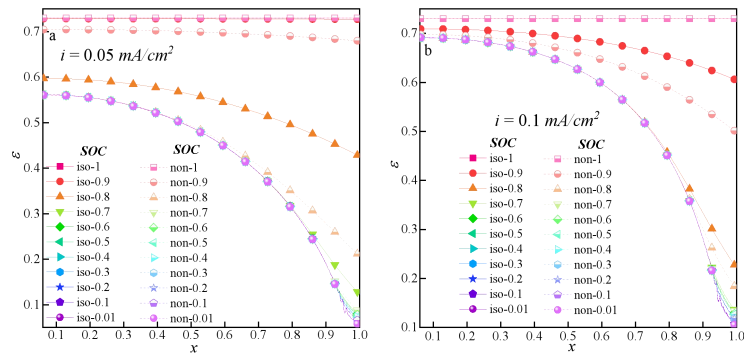 a
i = 0.05 mA/cm²
0.7
0.6
0.5
0.4
0.3
0.2
0.1
ε
SOC SOC
iso-1 non-1
iso-0.9 non-0.9
iso-0.8 non-0.8
iso-0.7 non-0.7
iso-0.6 non-0.6
iso-0.5 non-0.5
iso-0.4 non-0.4
iso-0.3 non-0.3
iso-0.2 non-0.2
iso-0.1 non-0.1
iso-0.01 non-0.01
0.1 0.2 0.3 0.4 0.5 0.6 0.7 0.8 0.9 1.0
x
b
i = 0.1 mA/cm²
0.7
0.6
0.5
0.4
0.3
0.2
0.1
ε
SOC SOC
iso-1 non-1
iso-0.9 non-0.9
iso-0.8 non-0.8
iso-0.7 non-0.7
iso-0.6 non-0.6
iso-0.5 non-0.5
iso-0.4 non-0.4
iso-0.3 non-0.3
iso-0.2 non-0.2
iso-0.1 non-0.1
iso-0.01 non-0.01
0.1 0.2 0.3 0.4 0.5 0.6 0.7 0.8 0.9 1.0
x